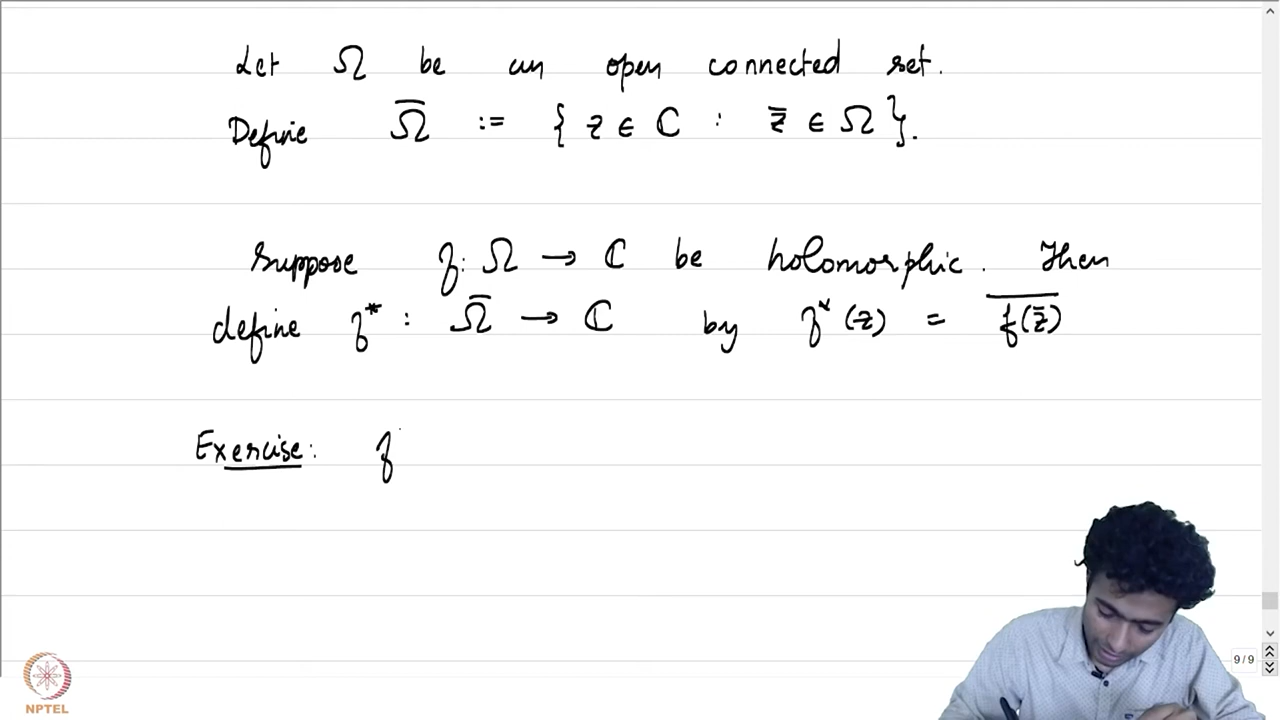 Let Ω be an open connected set.
Define Ω̅ := { z ∈ ℂ : z̅ ∈ Ω }.
Suppose f: Ω → ℂ be holomorphic. Then
define f* : Ω̅ → ℂ by f*(z) = \overline{f(z̅)}
Exercise: f
9/9
NPTEL